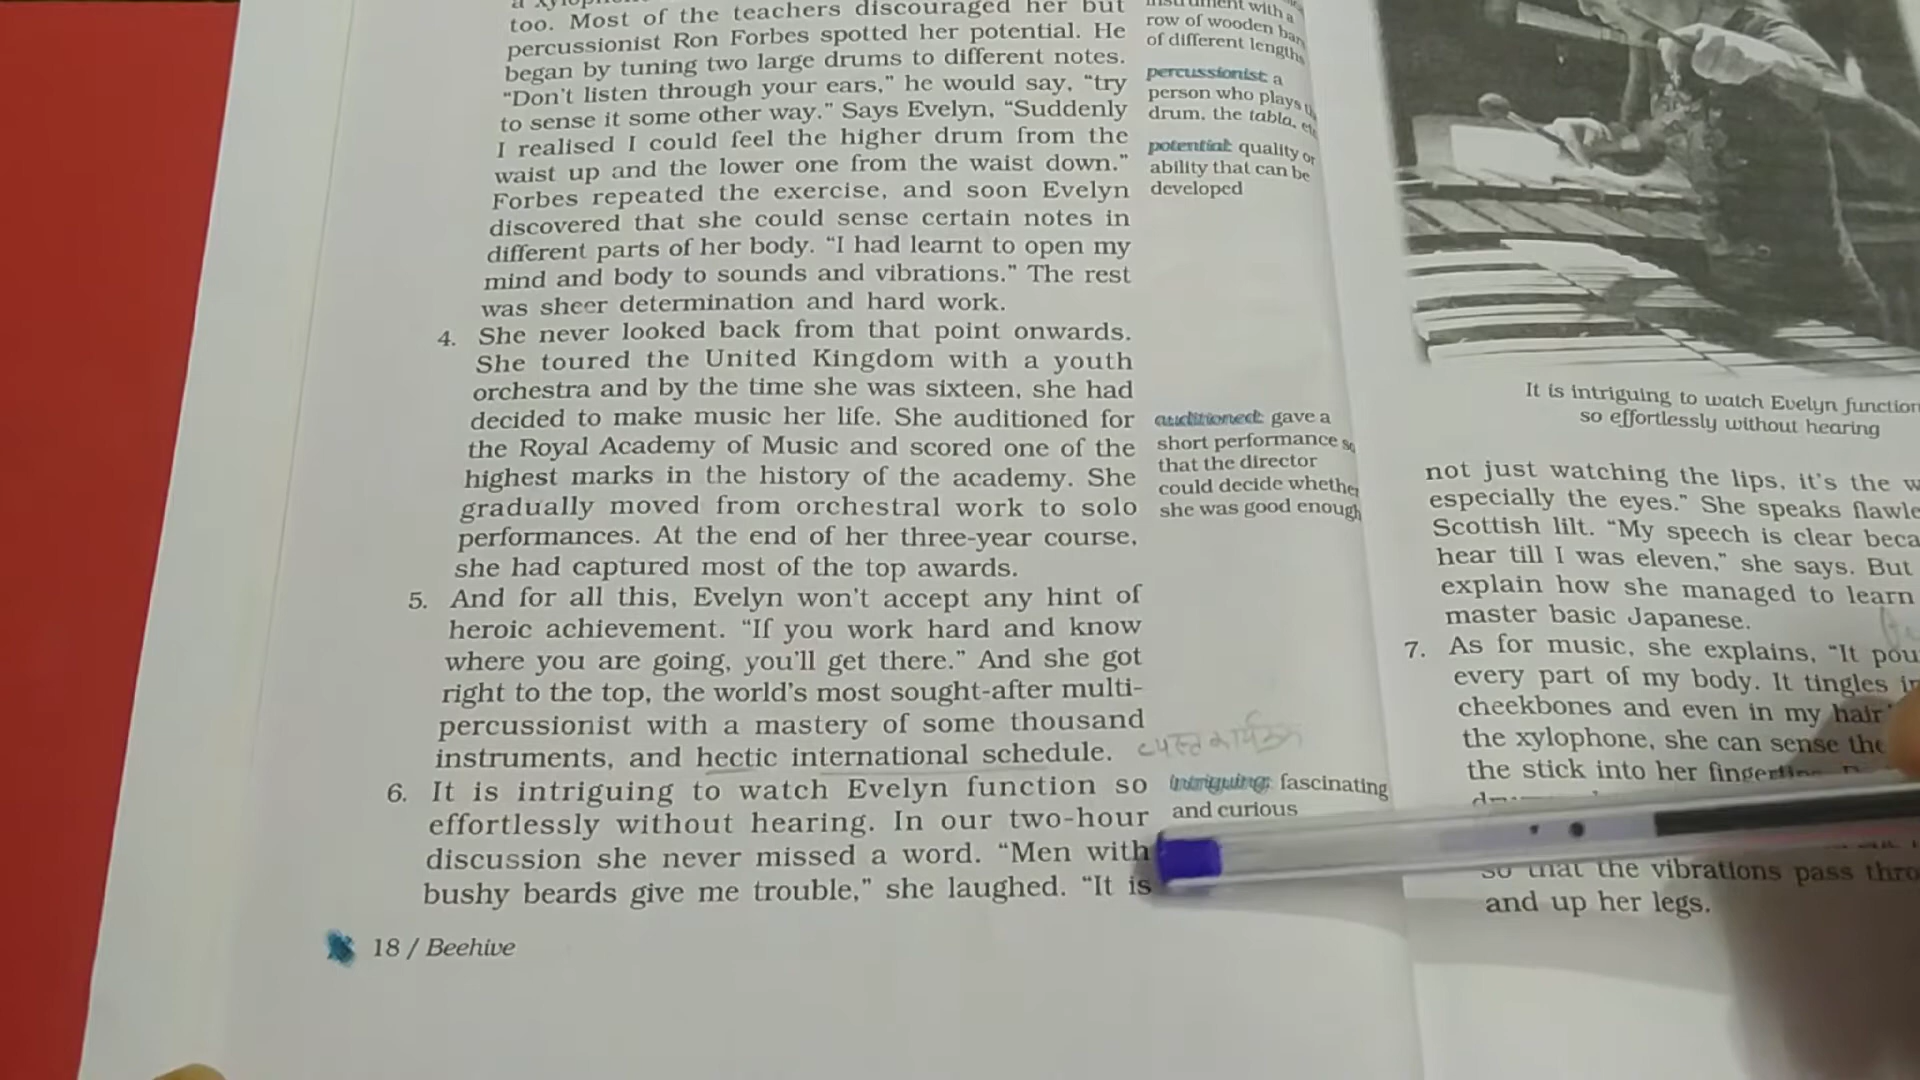 too. Most of the teachers discouraged her but
percussionist Ron Forbes spotted her potential. He
began by tuning two large drums to different notes.
“Don't listen through your ears,” he would say, “try
to sense it some other way.” Says Evelyn, “Suddenly
I realised I could feel the higher drum from the
waist up and the lower one from the waist down.”
Forbes repeated the exercise, and soon Evelyn
discovered that she could sense certain notes in
different parts of her body. “I had learnt to open my
mind and body to sounds and vibrations.” The rest
was sheer determination and hard work.
4. She never looked back from that point onwards.
She toured the United Kingdom with a youth
orchestra and by the time she was sixteen, she had
decided to make music her life. She auditioned for
the Royal Academy of Music and scored one of the
highest marks in the history of the academy. She
gradually moved from orchestral work to solo
performances. At the end of her three-year course,
she had captured most of the top awards.
5. And for all this, Evelyn won't accept any hint of
heroic achievement. “If you work hard and know
where you are going, you'll get there.” And she got
right to the top, the world's most sought-after multi-
percussionist with a mastery of some thousand
instruments, and hectic international schedule.
6. It is intriguing to watch Evelyn function so
effortlessly without hearing. In our two-hour
discussion she never missed a word. “Men with
bushy beards give me trouble,” she laughed. “It is
18 / Beehive
instrument with a
row of wooden bars
of different lengths
percussionist: a
person who plays
drum, the tabla, etc
potential: quality or
ability that can be
developed
auditioned: gave a
short performance so
that the director
could decide whether
she was good enough
intriguing: fascinating
and curious
It is intriguing to watch Evelyn function
so effortlessly without hearing
not just watching the lips, it's the
especially the eyes.” She speaks
Scottish lilt. “My speech is clear
hear till I was eleven,” she says. But
explain how she managed to learn
master basic Japanese.
7. As for music, she explains, “It
every part of my body. It tingles
cheekbones and even in my hair
the xylophone, she can sense the
the stick into her
so that the vibrations pass
and up her legs.